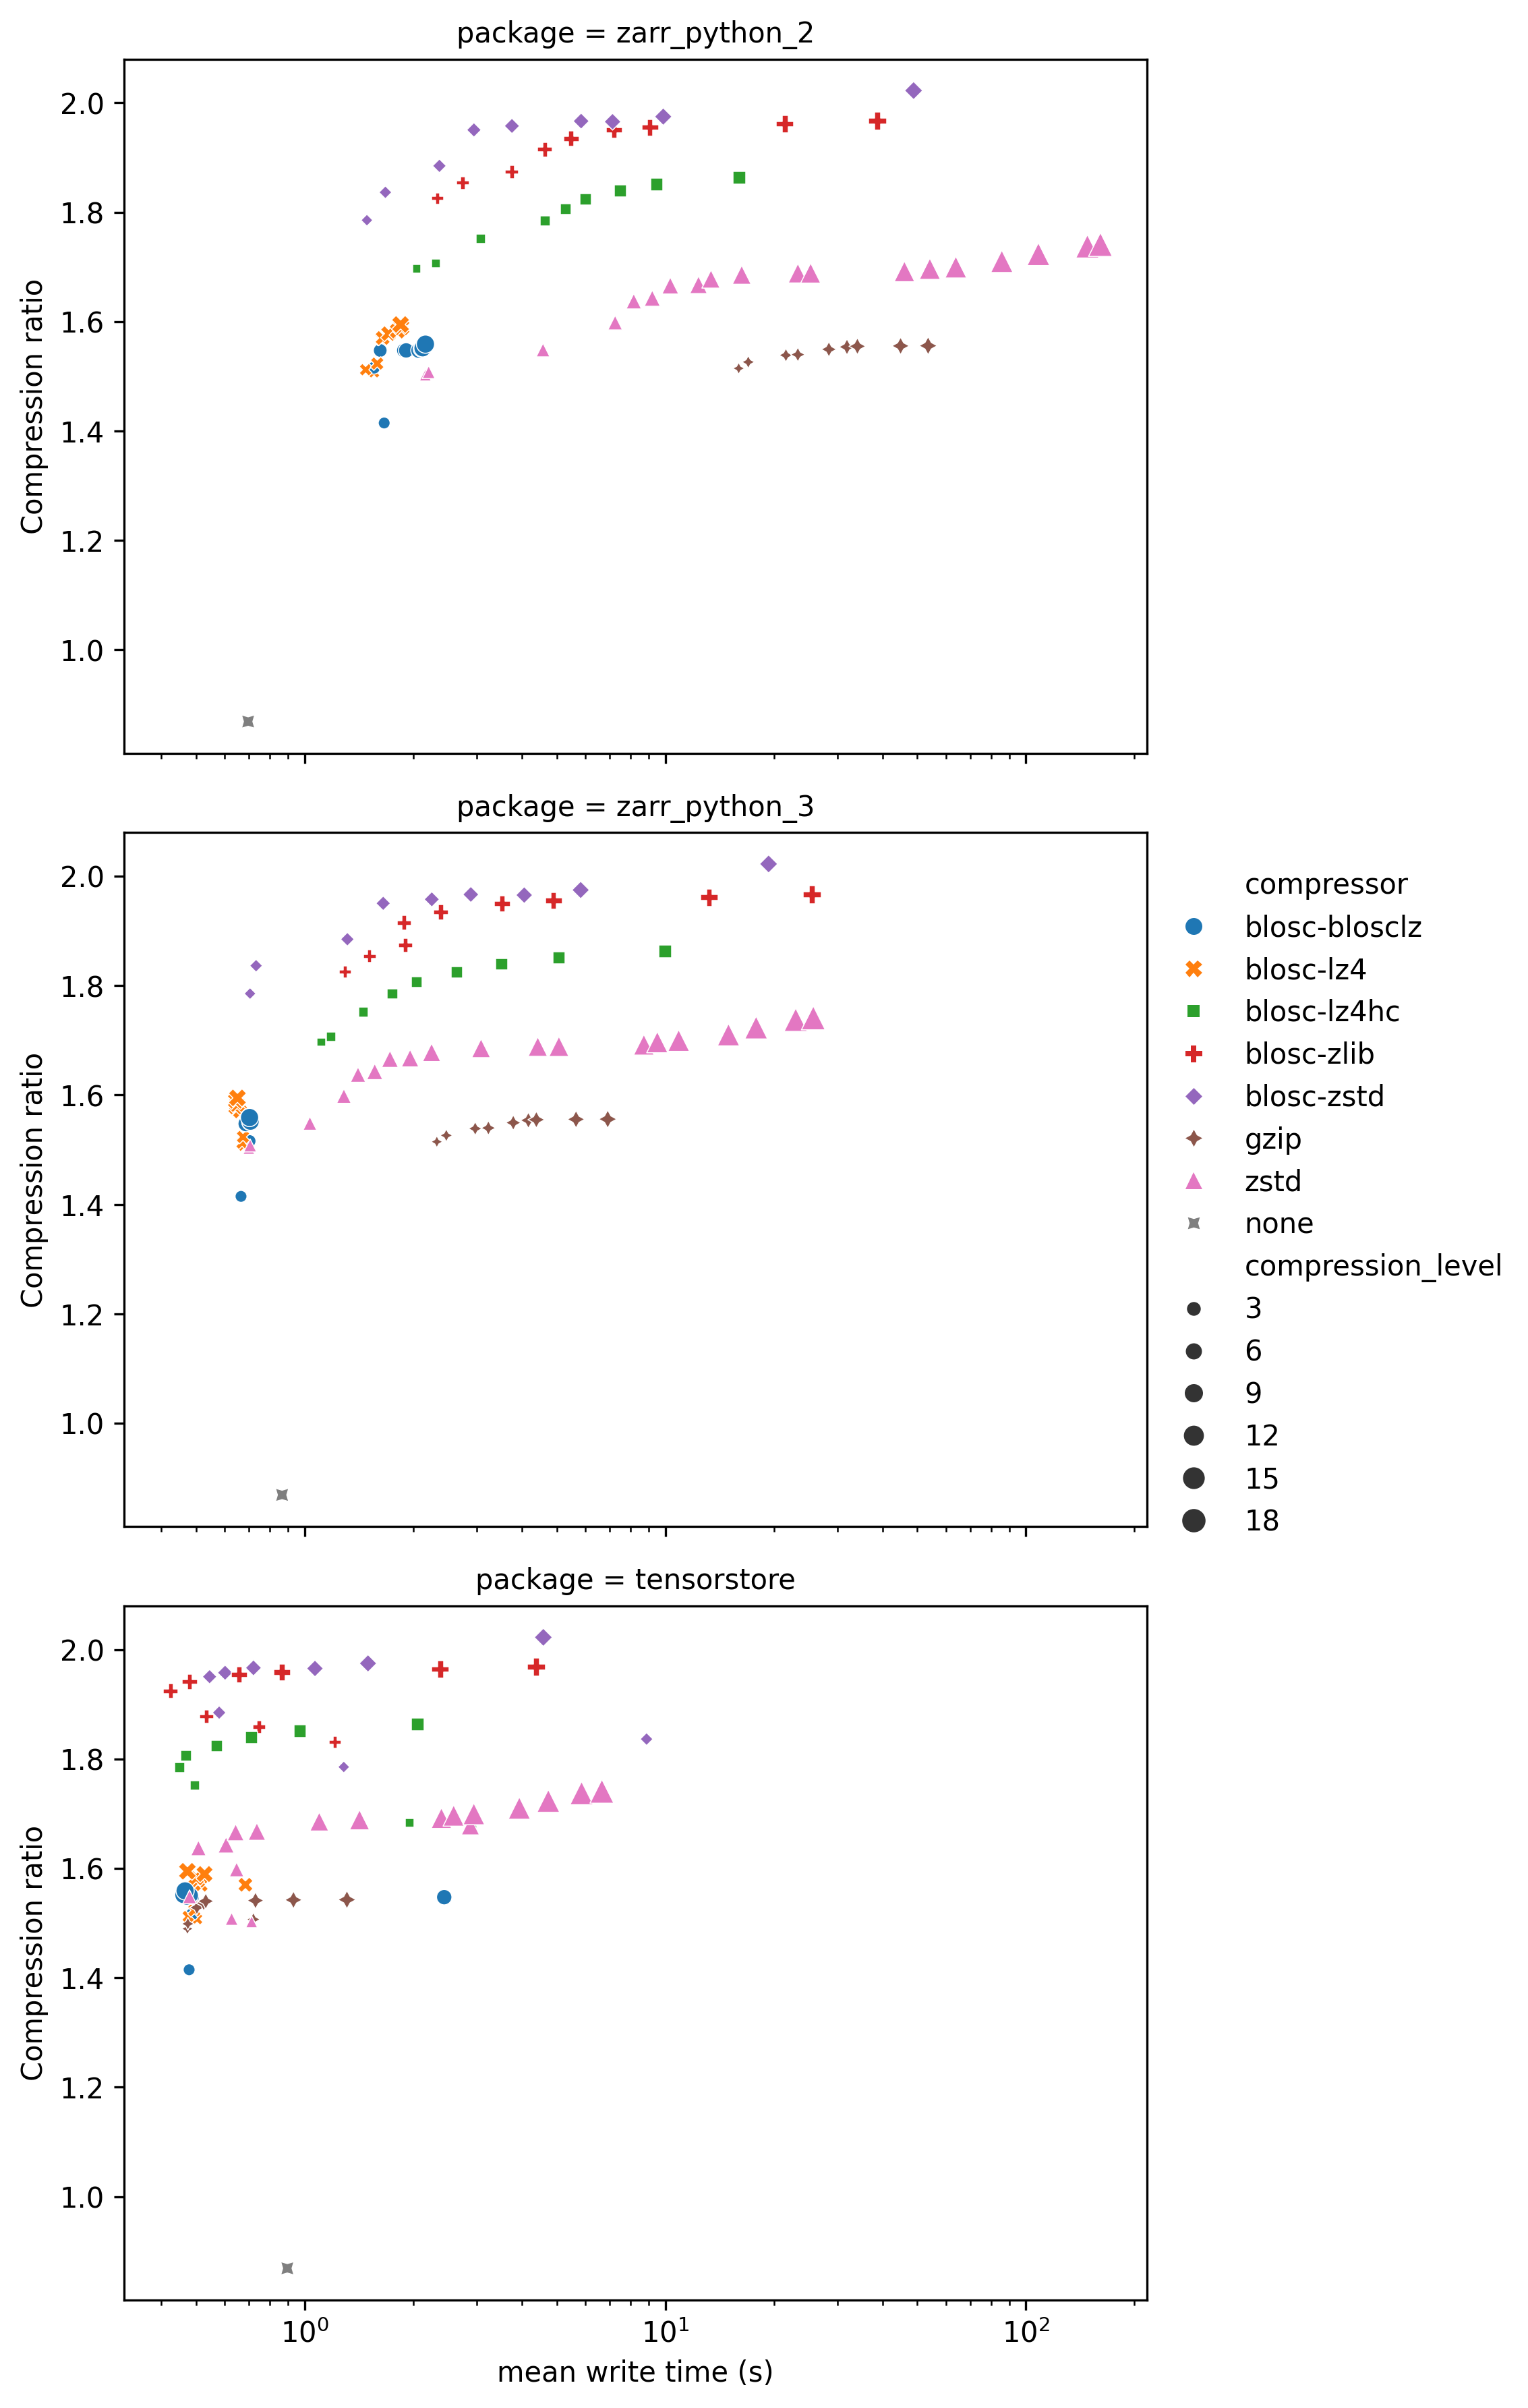 package = zarr_python_2
2.0
1.8
1.6
1.4
1.2
1.0
Compression ratio
package = zarr_python_3
2.0
1.8
1.6
1.4
1.2
1.0
Compression ratio
compressor
blosc-blosclz
blosc-lz4
blosc-lz4hc
blosc-zlib
blosc-zstd
gzip
zstd
none
compression_level
3
6
9
12
15
18
package = tensorstore
2.0
1.8
1.6
1.4
1.2
1.0
Compression ratio
10⁰ 10¹ 10²
mean write time (s)